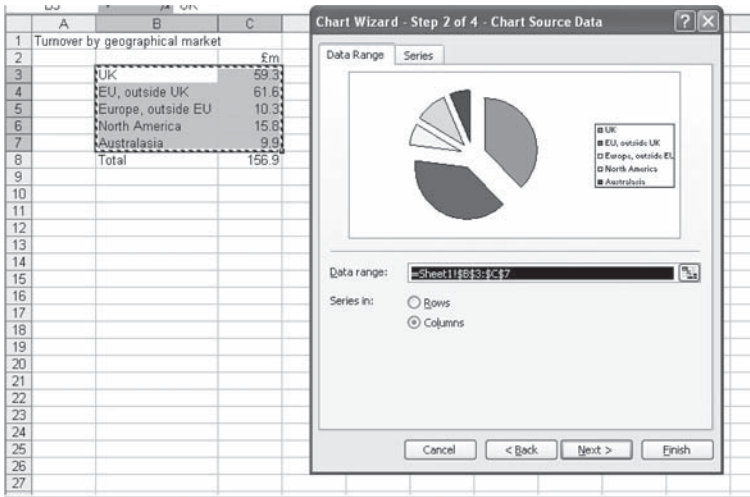 Chart Wizard - Step 2 of 4 - Chart Source Data
A B C
1 Turnover by geographical market
2 £m
3 UK 59.3
4 EU, outside UK 61.6
5 Europe, outside EU 10.3
6 North America 15.8
7 Australasia 9.9
8 Total 156.9
9
10
11
12
13
14
15
16
17
18
19
20
21
22
23
24
25
26
27
Data Range Series
UK
EU, outside UK
Europe, outside EU
North America
Australasia
Data range: =Sheet1!$B$3:$C$7
Series in: Rows
Columns
Cancel < Back Next > Finish